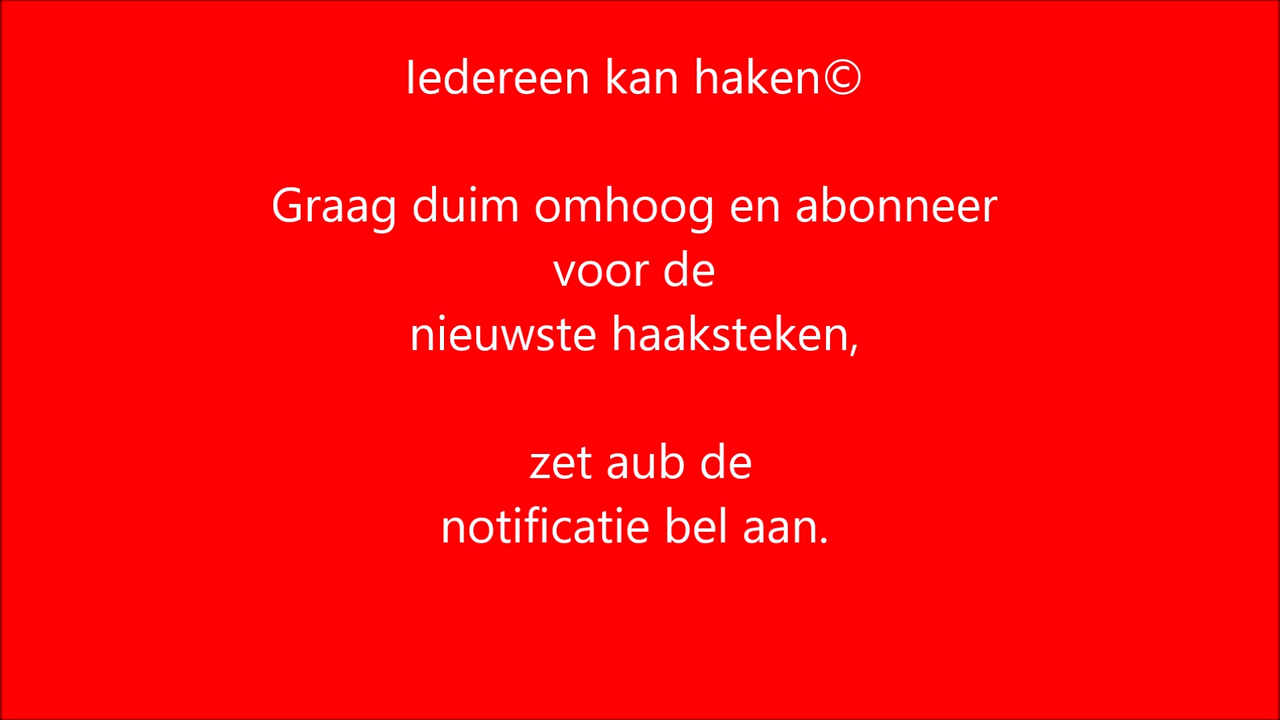 Iedereen kan haken©
Graag duim omhoog en abonneer
voor de
nieuwste haaksteken,
zet aub de
notificatie bel aan.